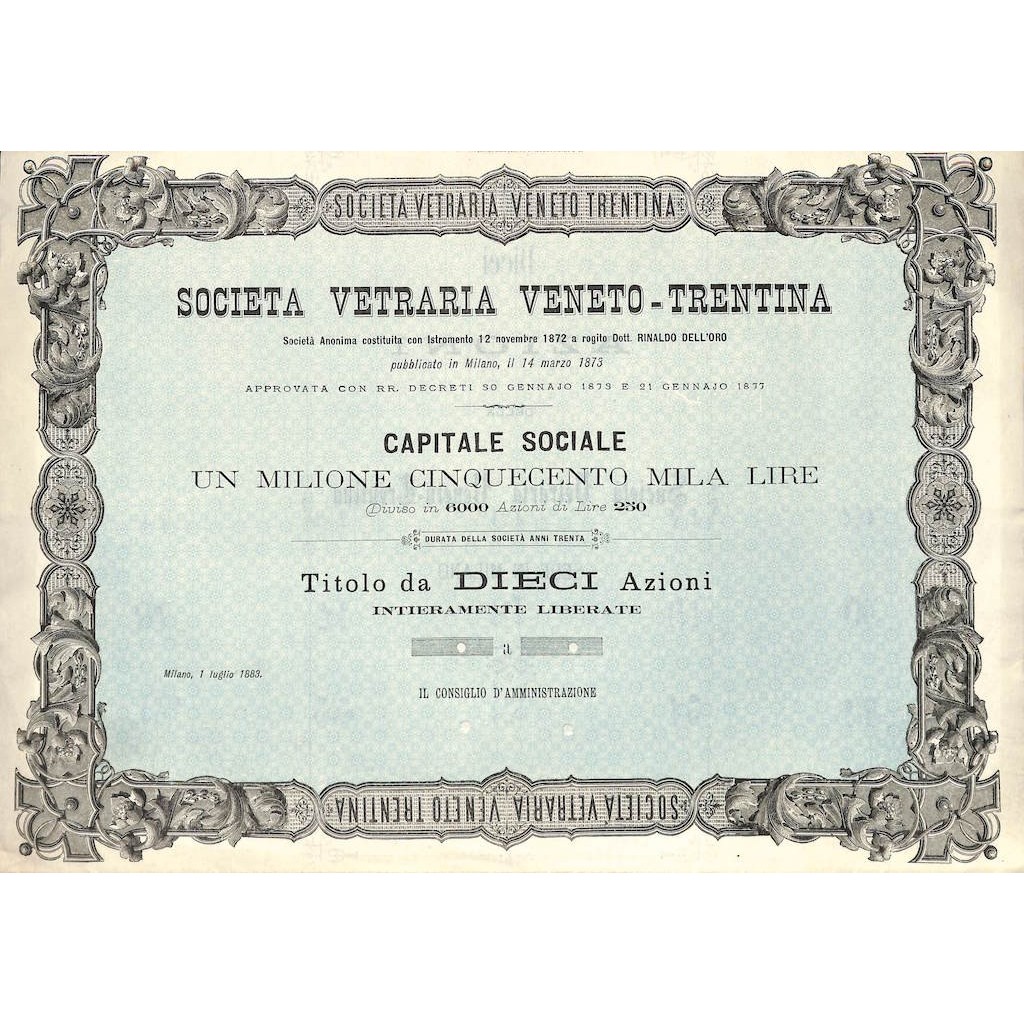 SOCIETÀ VETRARIA VENETO TRENTINA
SOCIETA VETRARIA VENETO-TRENTINA
Società Anonima costituita con Istromento 12 novembre 1872 a rogito Dott. RINALDO DELL'ORO
pubblicato in Milano, il 14 marzo 1873
APPROVATA CON RR. DECRETI 30 GENNAJO 1873 E 21 GENNAJO 1877
CAPITALE SOCIALE
UN MILIONE CINQUECENTO MILA LIRE
Diviso in 6000 Azioni di Lire 250
DURATA DELLA SOCIETÀ ANNI TRENTA
Titolo da DIECI Azioni
INTIERAMENTE LIBERATE
a
Milano, 1 luglio 1883.
IL CONSIGLIO D'AMMINISTRAZIONE
SOCIETÀ VETRARIA VENETO TRENTINA